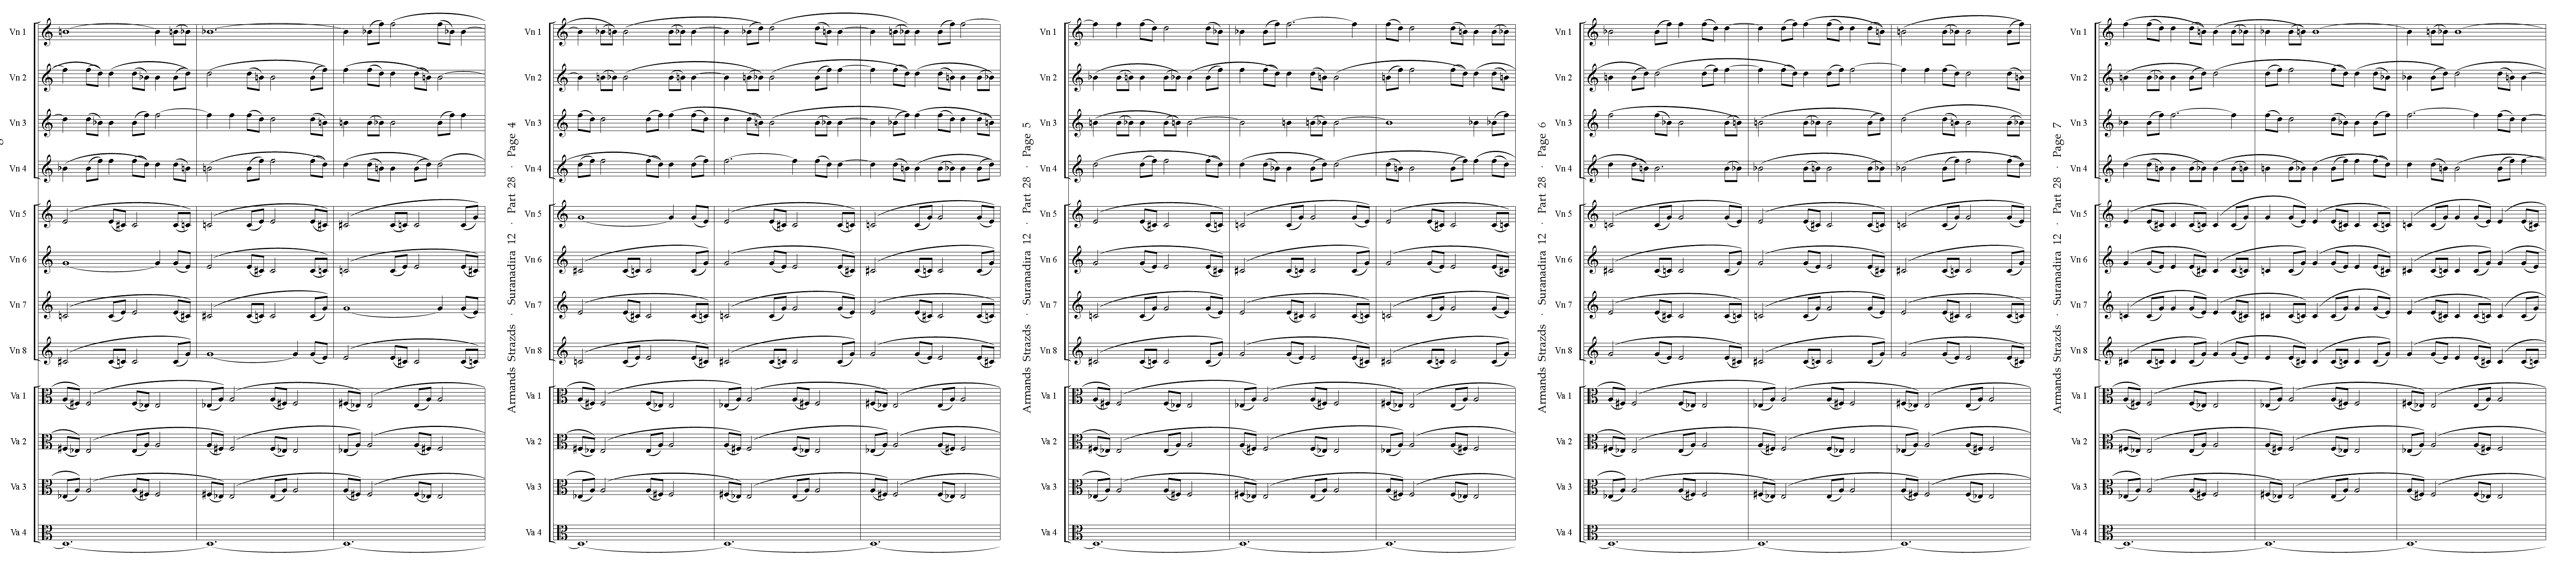 Vn 1
Vn 2
Vn 3
Vn 4
Vn 5
Vn 6
Vn 7
Vn 8
Va 1
Va 2
Va 3
Va 4
Armands Strazds · Suranadira 12 · Part 28 · Page 4
Vn 1
Vn 2
Vn 3
Vn 4
Vn 5
Vn 6
Vn 7
Vn 8
Va 1
Va 2
Va 3
Va 4
Armands Strazds · Suranadira 12 · Part 28 · Page 5
Vn 1
Vn 2
Vn 3
Vn 4
Vn 5
Vn 6
Vn 7
Vn 8
Va 1
Va 2
Va 3
Va 4
Armands Strazds · Suranadira 12 · Part 28 · Page 6
Vn 1
Vn 2
Vn 3
Vn 4
Vn 5
Vn 6
Vn 7
Vn 8
Va 1
Va 2
Va 3
Va 4
Armands Strazds · Suranadira 12 · Part 28 · Page 7
Vn 1
Vn 2
Vn 3
Vn 4
Vn 5
Vn 6
Vn 7
Vn 8
Va 1
Va 2
Va 3
Va 4